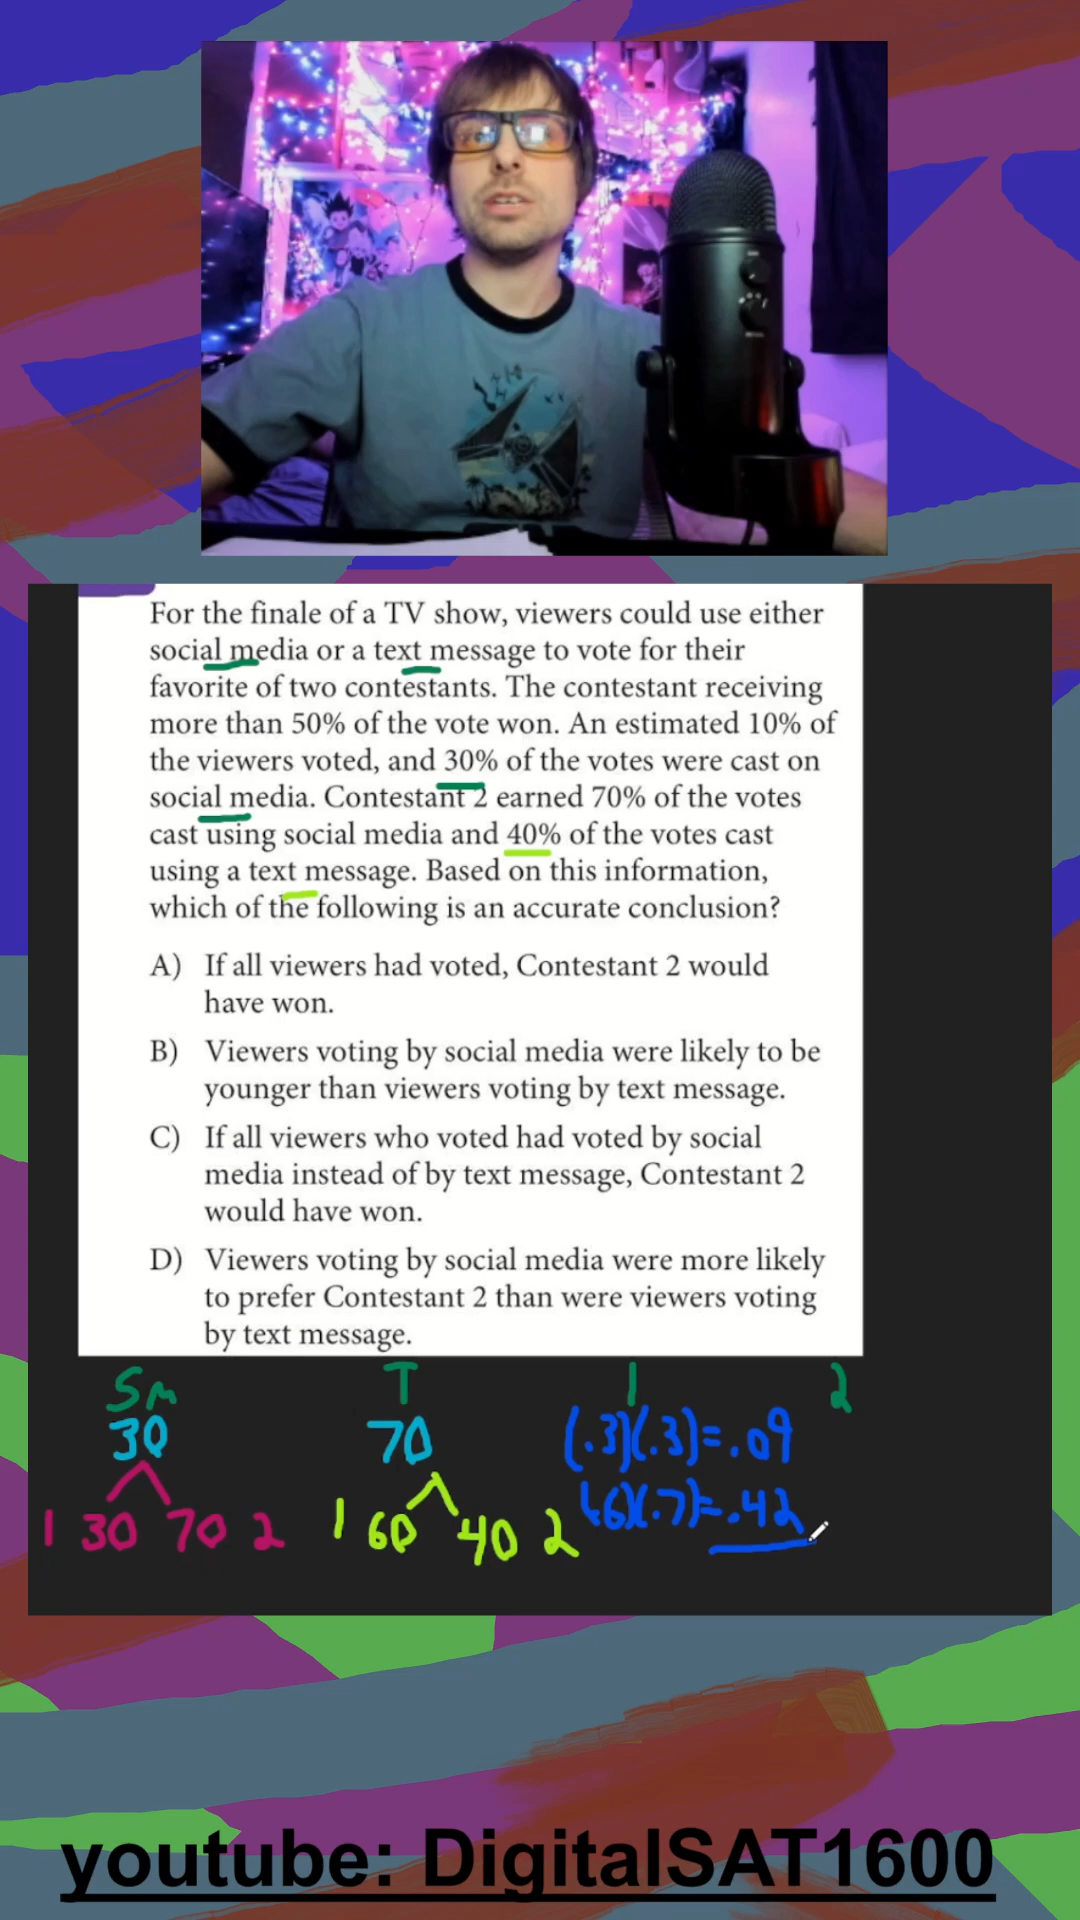 For the finale of a TV show, viewers could use either
social media or a text message to vote for their
favorite of two contestants. The contestant receiving
more than 50% of the vote won. An estimated 10% of
the viewers voted, and 30% of the votes were cast on
social media. Contestant 2 earned 70% of the votes
cast using social media and 40% of the votes cast
using a text message. Based on this information,
which of the following is an accurate conclusion?
A) If all viewers had voted, Contestant 2 would
have won.
B) Viewers voting by social media were likely to be
younger than viewers voting by text message.
C) If all viewers who voted had voted by social
media instead of by text message, Contestant 2
would have won.
D) Viewers voting by social media were more likely
to prefer Contestant 2 than were viewers voting
by text message.
SM T 1 2
30 70 (.3)(.3)=.09
1 30 70 2 1 60 40 2 (.6)(.7)=.42
youtube: DigitalSAT1600